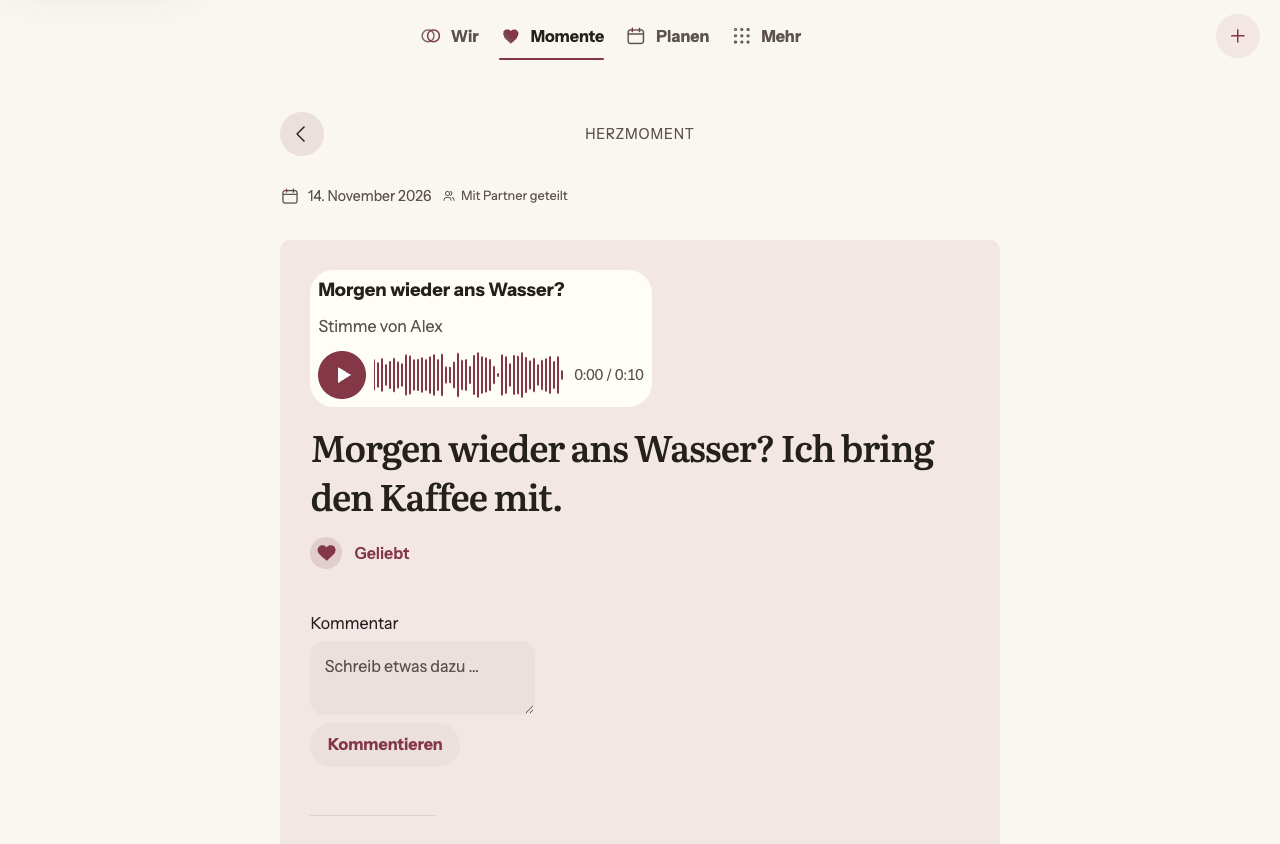 Wir
Momente
Planen
Mehr
HERZMOMENT
14. November 2026
Mit Partner geteilt
Morgen wieder ans Wasser?
Stimme von Alex
0:00 / 0:10
Morgen wieder ans Wasser? Ich bring
den Kaffee mit.
Geliebt
Kommentar
Schreib etwas dazu ...
Kommentieren